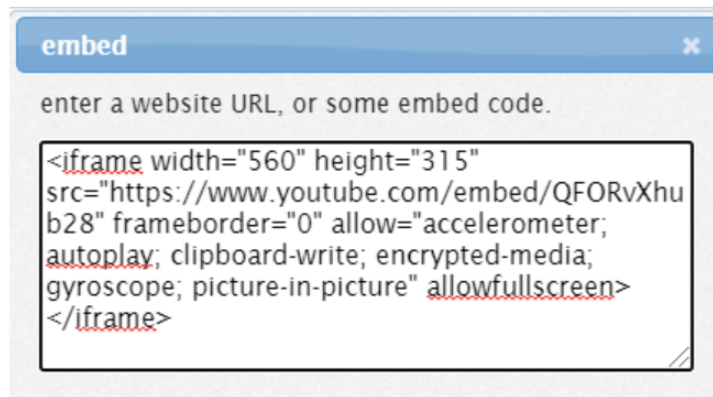 embed
enter a website URL, or some embed code.
<iframe width="560" height="315"
src="https://www.youtube.com/embed/QFORvXhu
b28" frameborder="0" allow="accelerometer;
autoplay; clipboard-write; encrypted-media;
gyroscope; picture-in-picture" allowfullscreen>
</iframe>